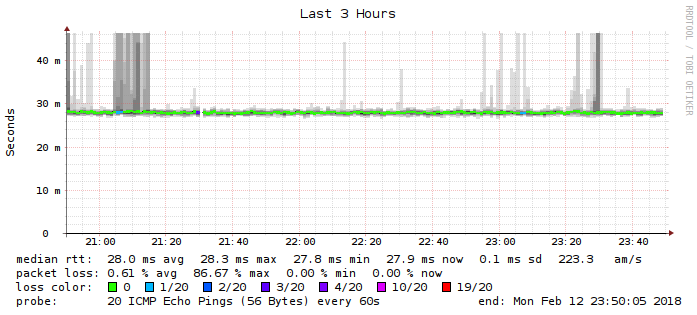 Last 3 Hours
RRDTOOL / TOBI OETIKER
Seconds
40 m
30 m
20 m
10 m
0
21:00 21:20 21:40 22:00 22:20 22:40 23:00 23:20 23:40
median rtt: 28.0 ms avg 28.3 ms max 27.8 ms min 27.9 ms now 0.1 ms sd 223.3 am/s
packet loss: 0.61 % avg 86.67 % max 0.00 % min 0.00 % now
loss color: 0 1/20 2/20 3/20 4/20 10/20 19/20
probe: 20 ICMP Echo Pings (56 Bytes) every 60s end: Mon Feb 12 23:50:05 2018